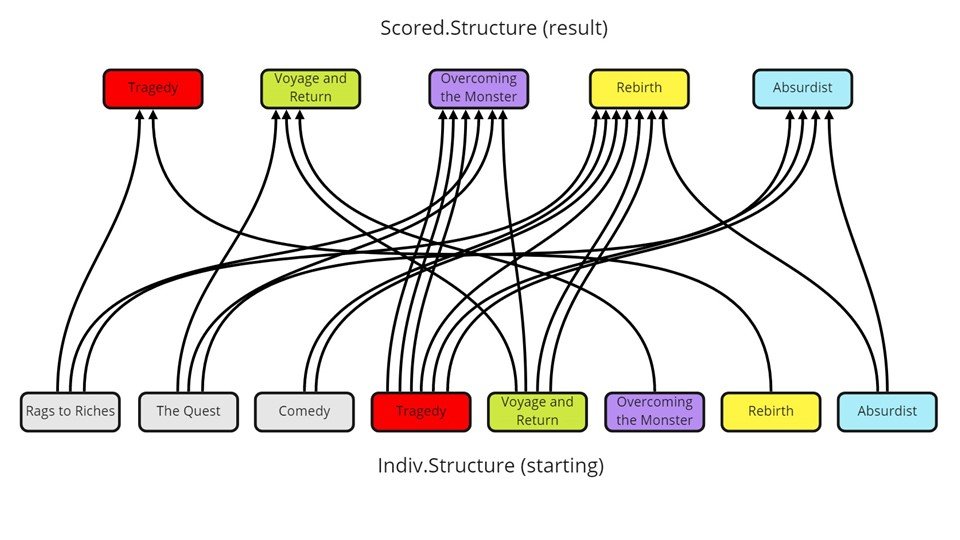 Scored.Structure (result)
Tragedy
Voyage and
Return
Overcoming
the Monster
Rebirth
Absurdist
Rags to Riches
The Quest
Comedy
Tragedy
Voyage and
Return
Overcoming
the Monster
Rebirth
Absurdist
Indiv.Structure (starting)